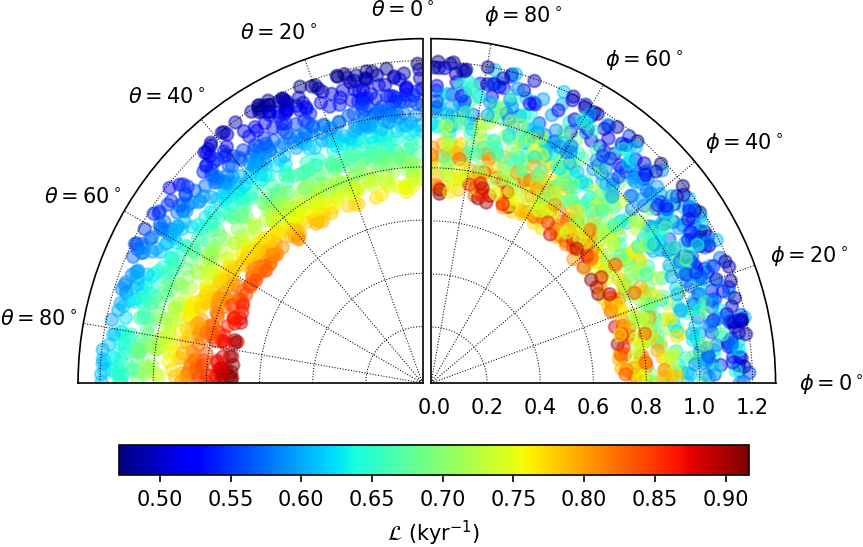 θ = 0°
ϕ = 80°
θ = 20°
ϕ = 60°
θ = 40°
ϕ = 40°
θ = 60°
ϕ = 20°
θ = 80°
ϕ = 0°
0.0 0.2 0.4 0.6 0.8 1.0 1.2
0.50 0.55 0.60 0.65 0.70 0.75 0.80 0.85 0.90
ℒ (kyr⁻¹)